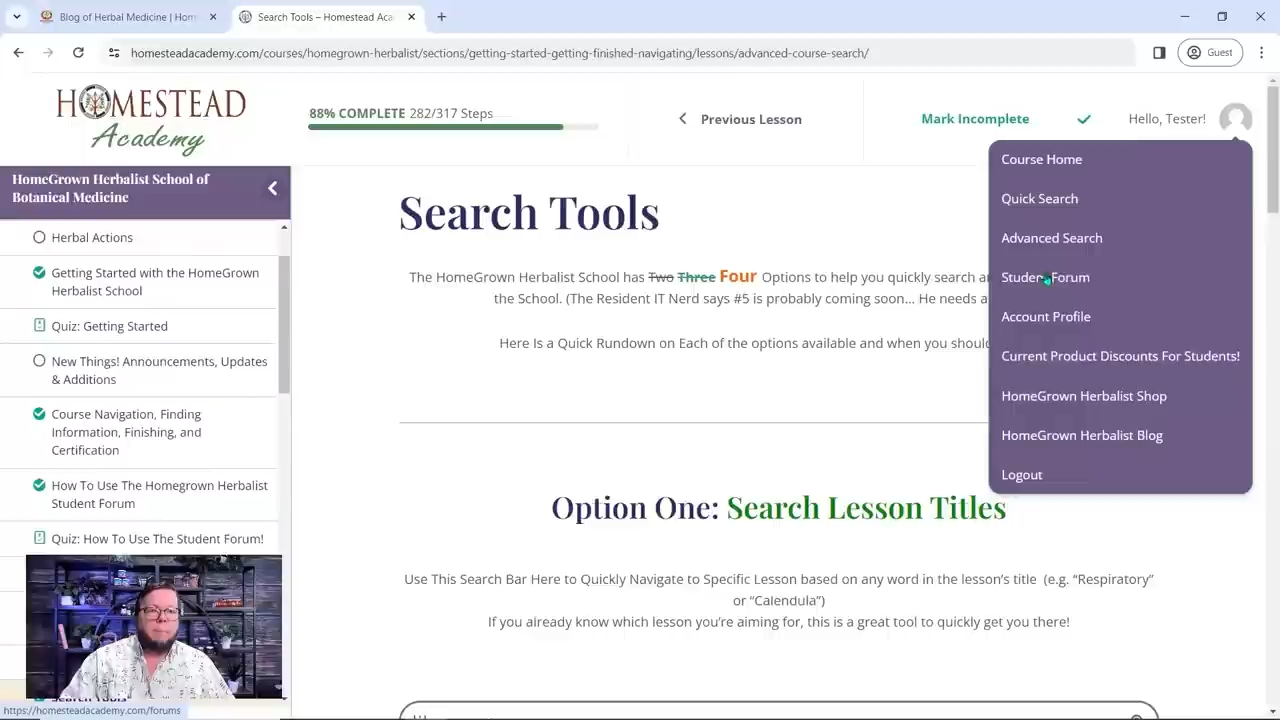 Blog of Herbal Medicine | Hom
Search Tools – Homestead Aca
homesteadacademy.com/courses/homegrown-herbalist/sections/getting-started-getting-finished-navigating/lessons/advanced-course-search/
Guest
HOMESTEAD
Academy
88% COMPLETE 282/317 Steps
Previous Lesson
Mark Incomplete
Hello, Tester!
HomeGrown Herbalist School of
Botanical Medicine
Herbal Actions
Getting Started with the HomeGrown
Herbalist School
Quiz: Getting Started
New Things! Announcements, Updates
& Additions
Course Navigation, Finding
Information, Finishing, and
Certification
How To Use The Homegrown Herbalist
Student Forum
Quiz: How To Use The Student Forum!
Search Tools
https://homesteadacademy.com/forums
Search Tools
The HomeGrown Herbalist School has Two Three Four Options to help you quickly search
the School. (The Resident IT Nerd says #5 is probably coming soon... He needs a
Here Is a Quick Rundown on Each of the options available and when you should
Option One: Search Lesson Titles
Use This Search Bar Here to Quickly Navigate to Specific Lesson based on any word in the lesson's title (e.g. “Respiratory”
or “Calendula”)
If you already know which lesson you're aiming for, this is a great tool to quickly get you there!
Course Home
Quick Search
Advanced Search
Student Forum
Account Profile
Current Product Discounts For Students!
HomeGrown Herbalist Shop
HomeGrown Herbalist Blog
Logout